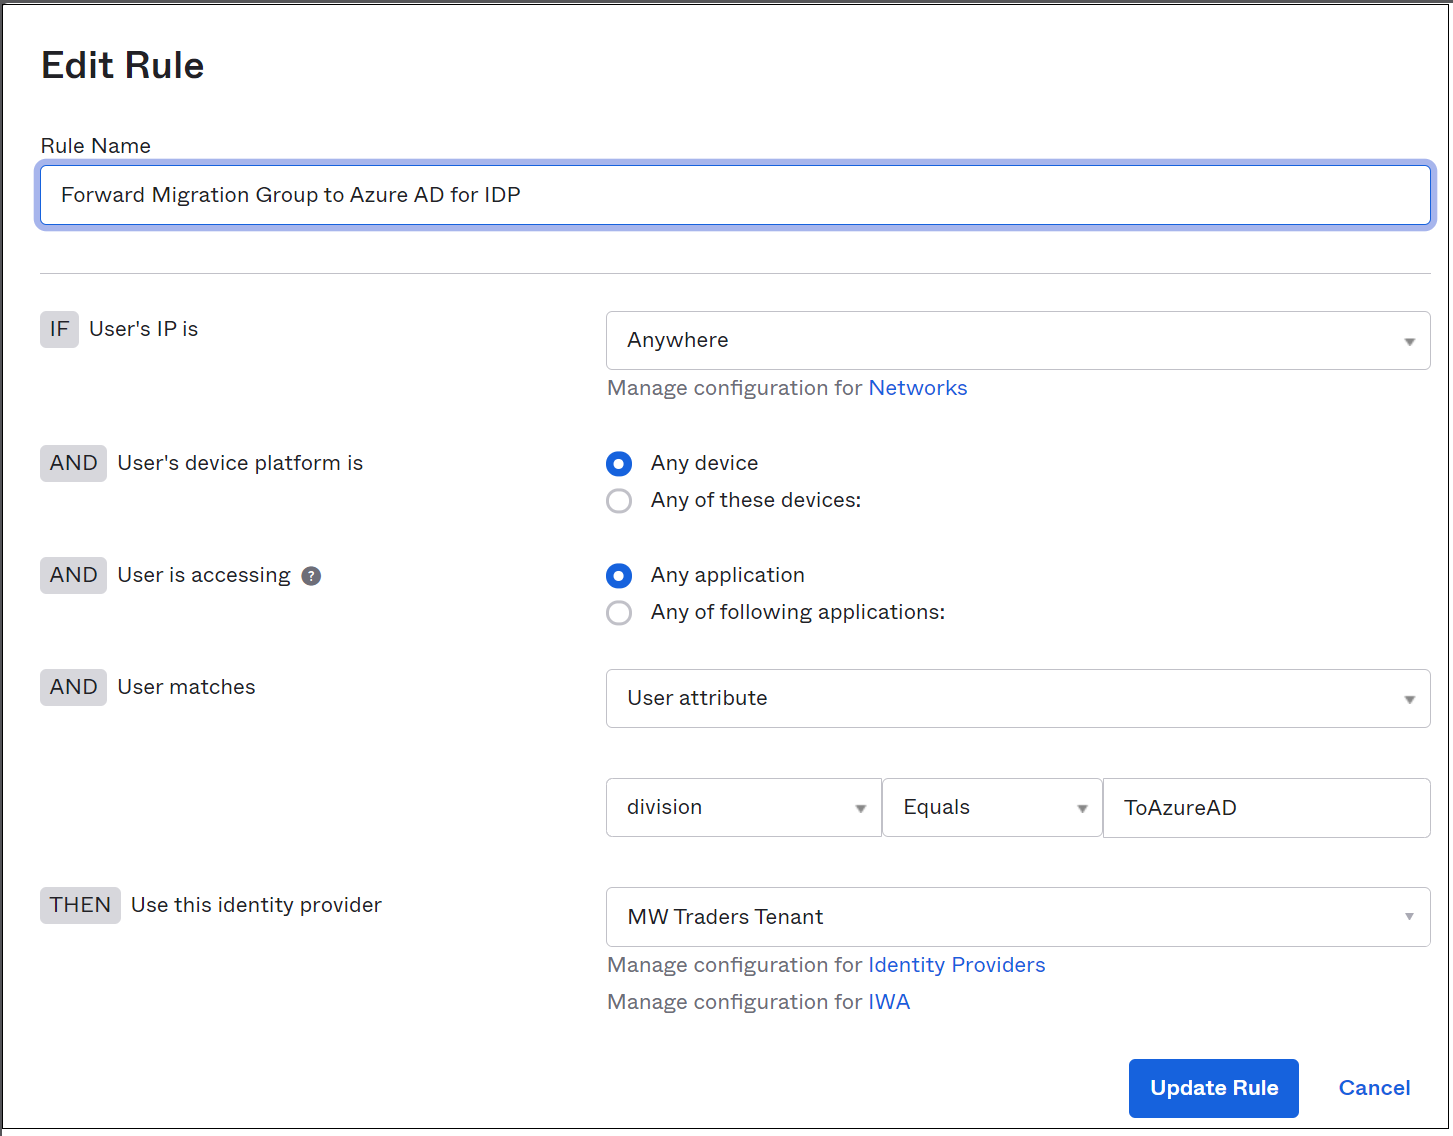 Edit Rule
Rule Name
Forward Migration Group to Azure AD for IDP
IF User's IP is
Anywhere
Manage configuration for Networks
AND User's device platform is
Any device
Any of these devices:
AND User is accessing ?
Any application
Any of following applications:
AND User matches
User attribute
division Equals ToAzureAD
THEN Use this identity provider
MW Traders Tenant
Manage configuration for Identity Providers
Manage configuration for IWA
Update Rule Cancel